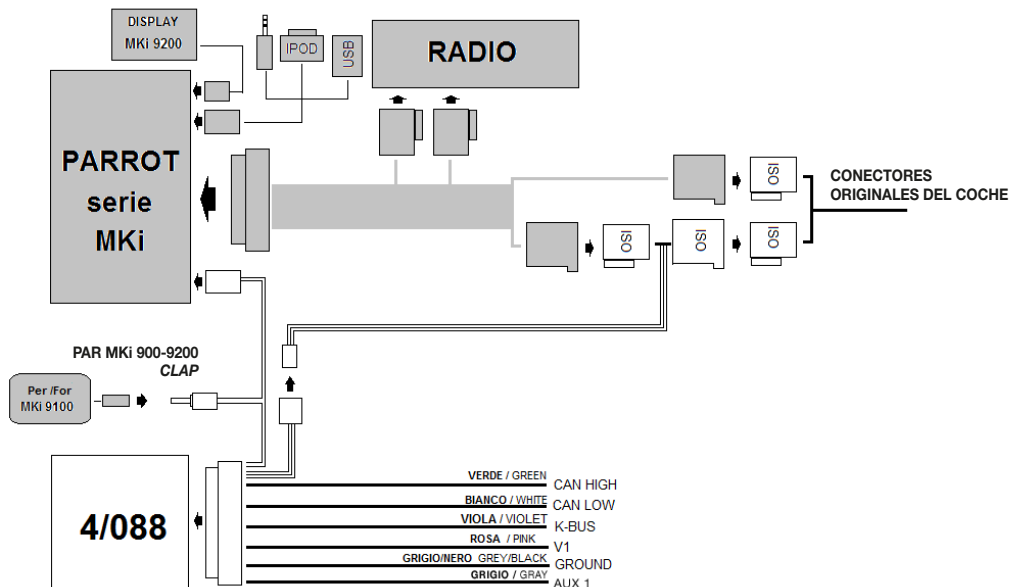 DISPLAY
MKi 9200
IPOD
USB
RADIO
PARROT
serie
MKi
ISO
ISO
ISO
ISO
CONECTORES
ORIGINALES DEL COCHE
PAR MKi 900-9200
CLAP
Per /For
MKi 9100
4/088
VERDE / GREEN CAN HIGH
BIANCO / WHITE CAN LOW
VIOLA / VIOLET K-BUS
ROSA / PINK V1
GRIGIO/NERO GREY/BLACK GROUND
GRIGIO / GRAY AUX 1